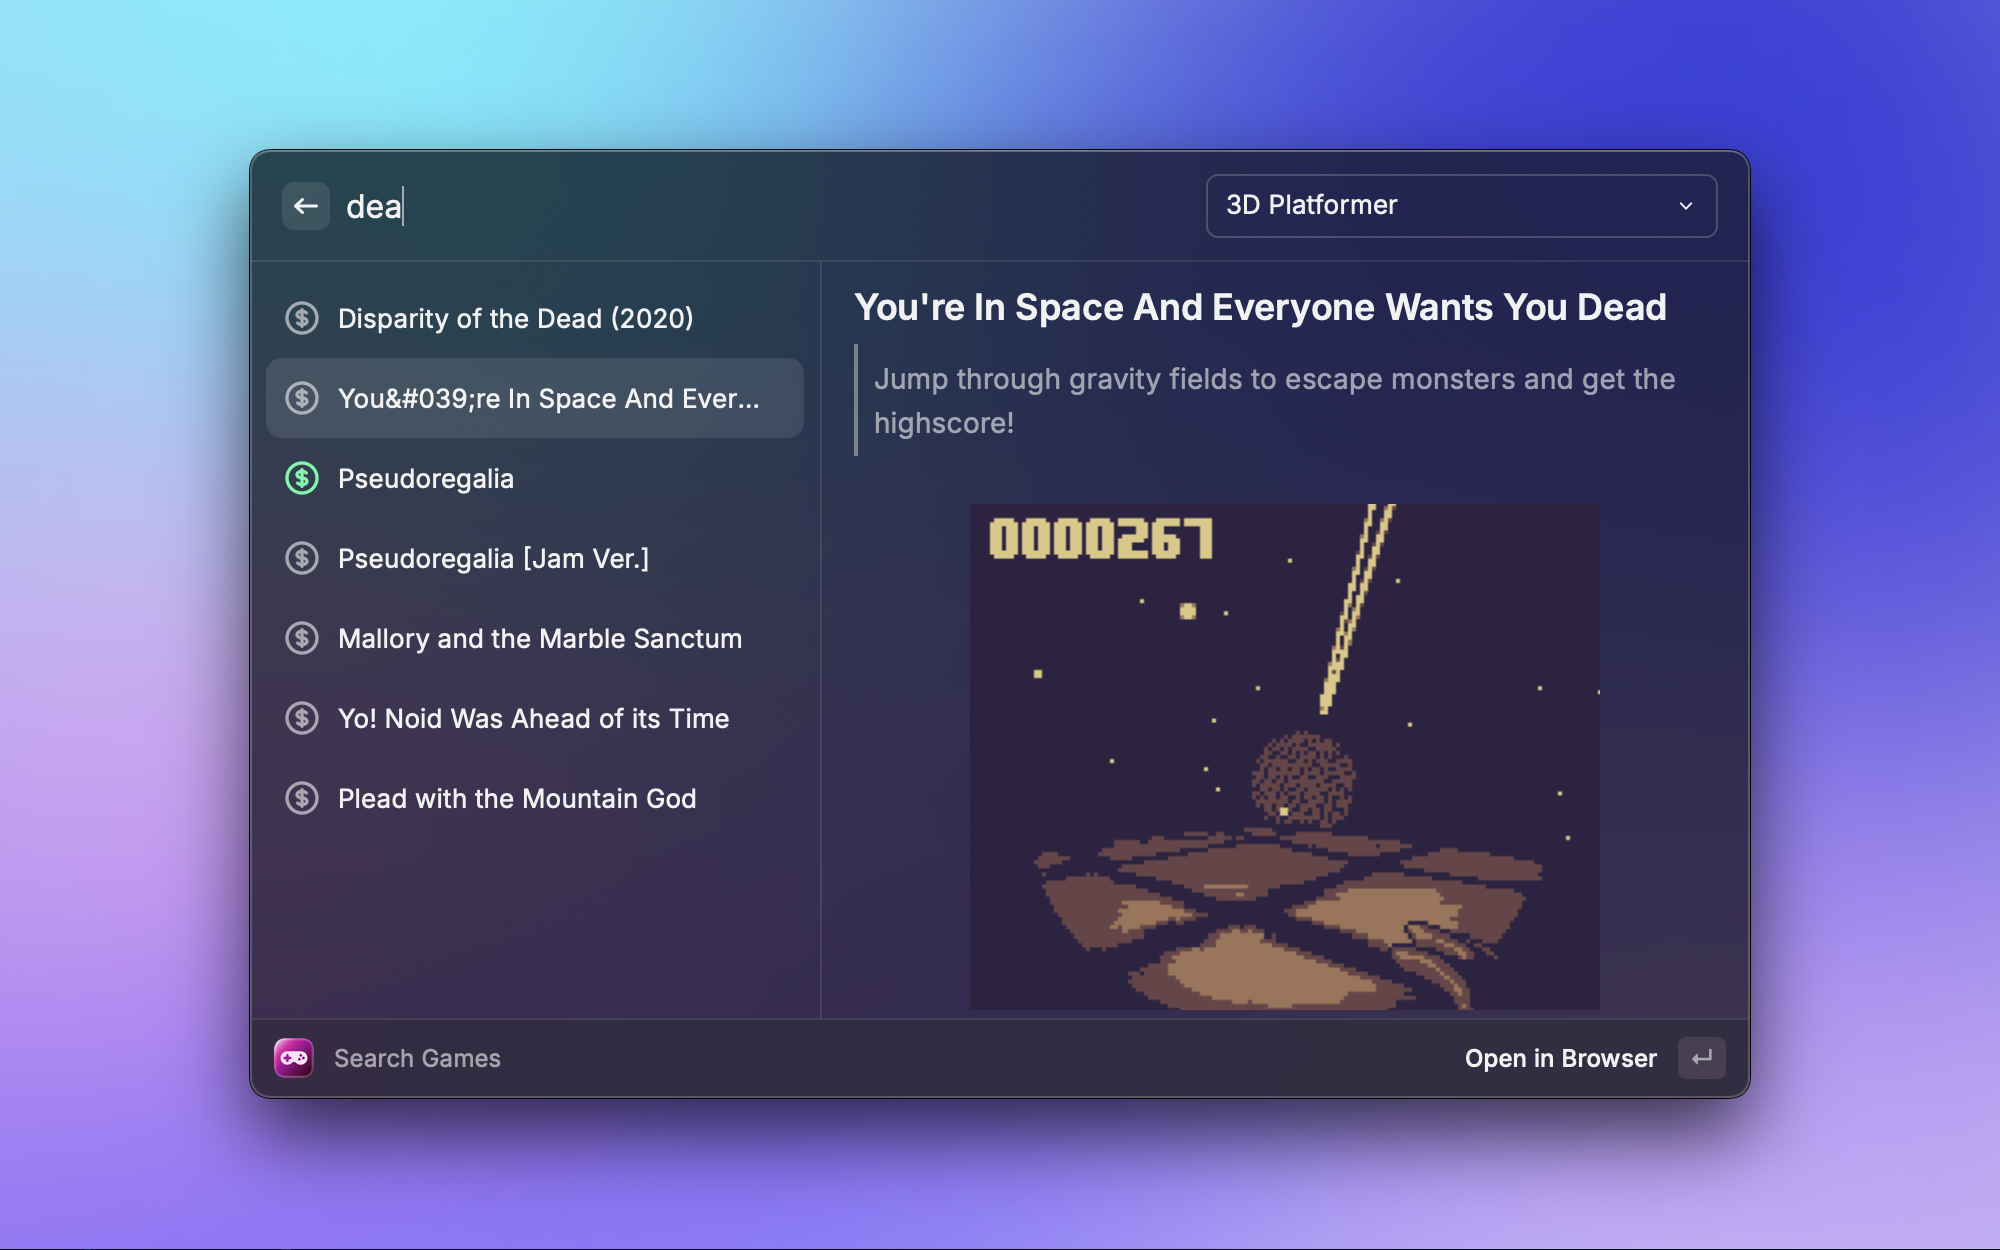 dea
3D Platformer
Disparity of the Dead (2020)
You&#039;re In Space And Ever...
Pseudoregalia
Pseudoregalia [Jam Ver.]
Mallory and the Marble Sanctum
Yo! Noid Was Ahead of its Time
Plead with the Mountain God
You're In Space And Everyone Wants You Dead
Jump through gravity fields to escape monsters and get the
highscore!
0000267
Search Games
Open in Browser